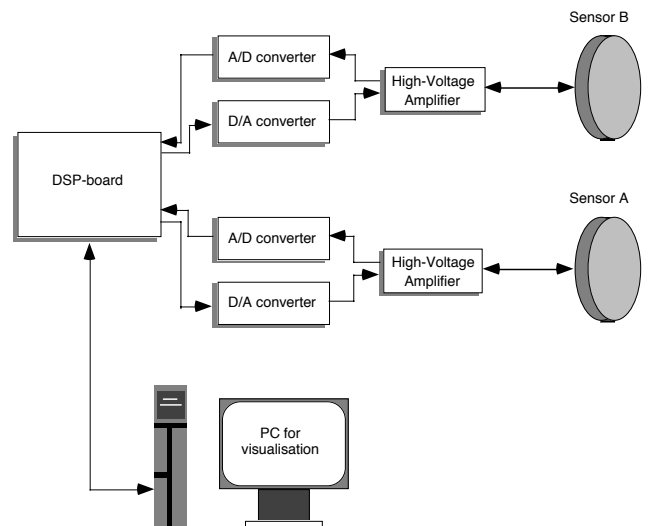 Sensor B
A/D converter
High-Voltage
Amplifier
D/A converter
DSP-board
Sensor A
A/D converter
High-Voltage
Amplifier
D/A converter
PC for
visualisation